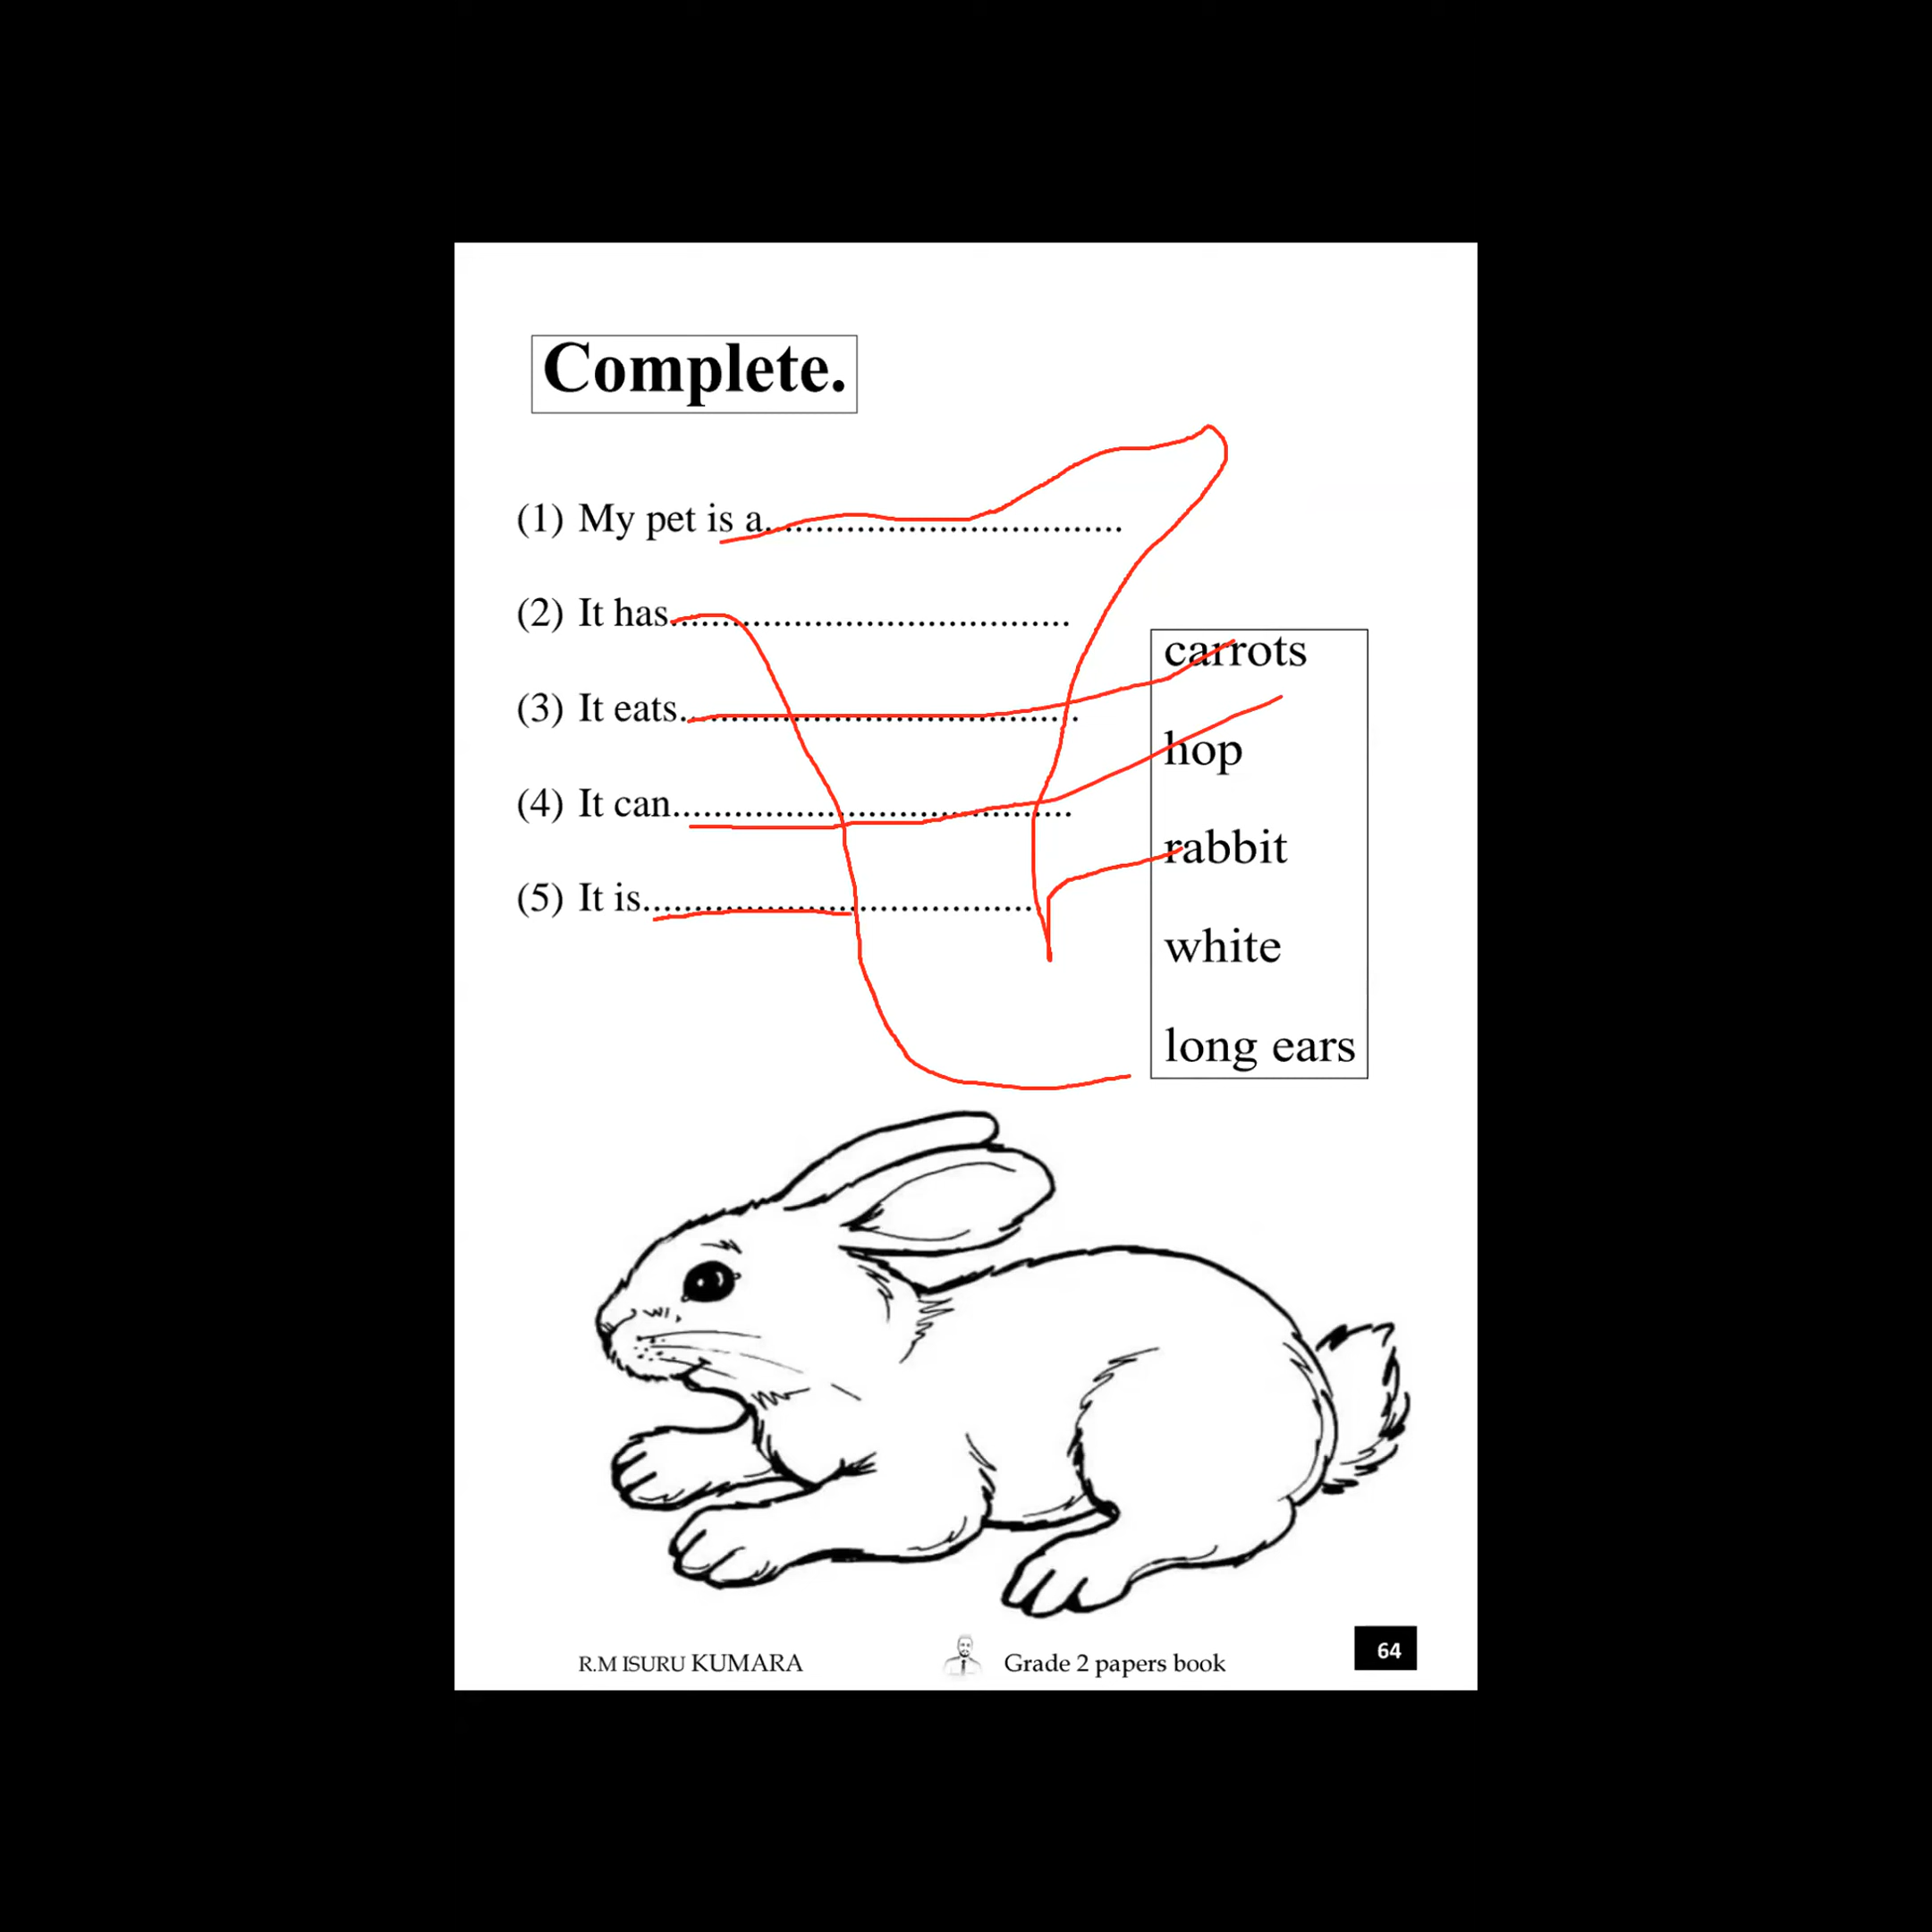 Complete.
(1) My pet is a....................................
(2) It has........................................
(3) It eats........................................
(4) It can........................................
(5) It is........................................
carrots
hop
rabbit
white
long ears
R.M ISURU KUMARA
Grade 2 papers book
64